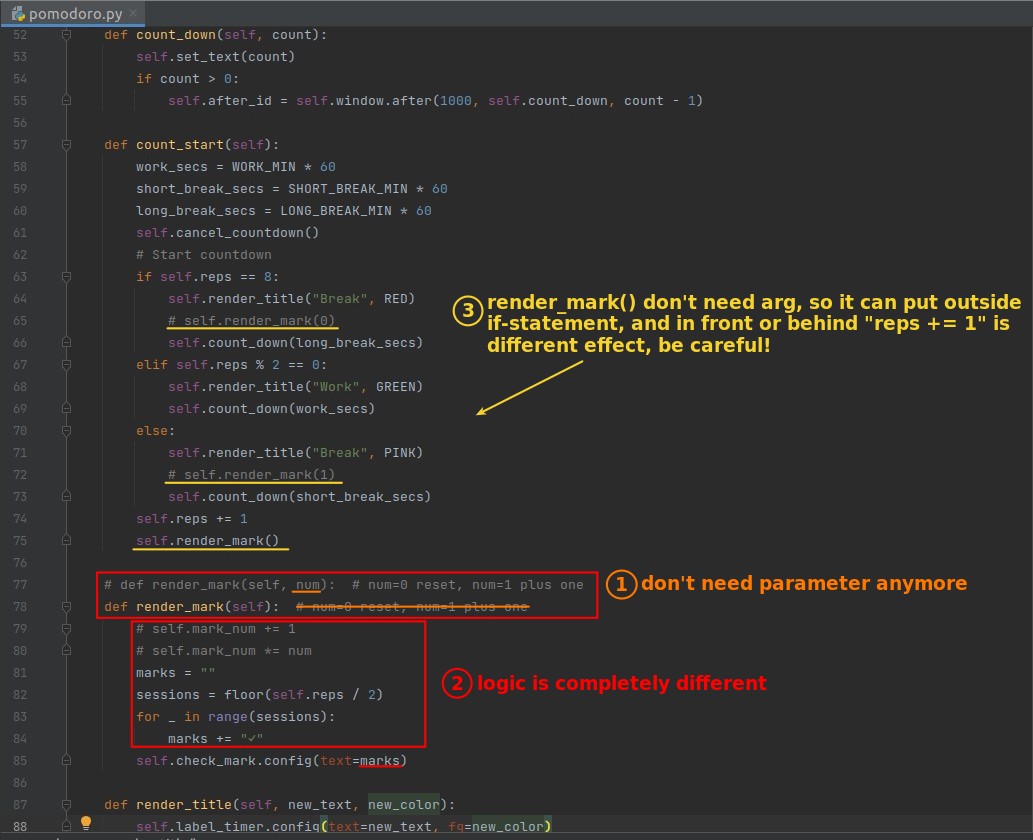 pomodoro.py ×
52 def count_down(self, count):
53 self.set_text(count)
54 if count > 0:
55 self.after_id = self.window.after(1000, self.count_down, count - 1)
56
57 def count_start(self):
58 work_secs = WORK_MIN * 60
59 short_break_secs = SHORT_BREAK_MIN * 60
60 long_break_secs = LONG_BREAK_MIN * 60
61 self.cancel_countdown()
62 # Start countdown
63 if self.reps == 8:
64 self.render_title("Break", RED)
65 # self.render_mark(0)
66 self.count_down(long_break_secs)
67 elif self.reps % 2 == 0:
68 self.render_title("Work", GREEN)
69 self.count_down(work_secs)
70 else:
71 self.render_title("Break", PINK)
72 # self.render_mark(1)
73 self.count_down(short_break_secs)
74 self.reps += 1
75 self.render_mark()
76
77 # def render_mark(self, num): # num=0 reset, num=1 plus one
78 def render_mark(self): # num=0 reset, num=1 plus one
79 # self.mark_num += 1
80 # self.mark_num *= num
81 marks = ""
82 sessions = floor(self.reps / 2)
83 for _ in range(sessions):
84 marks += "✓"
85 self.check_mark.config(text=marks)
86
87 def render_title(self, new_text, new_color):
88 self.label_timer.config(text=new_text, fg=new_color)
3 render_mark() don't need arg, so it can put outside
if-statement, and in front or behind "reps += 1" is
different effect, be careful!
1 don't need parameter anymore
2 logic is completely different